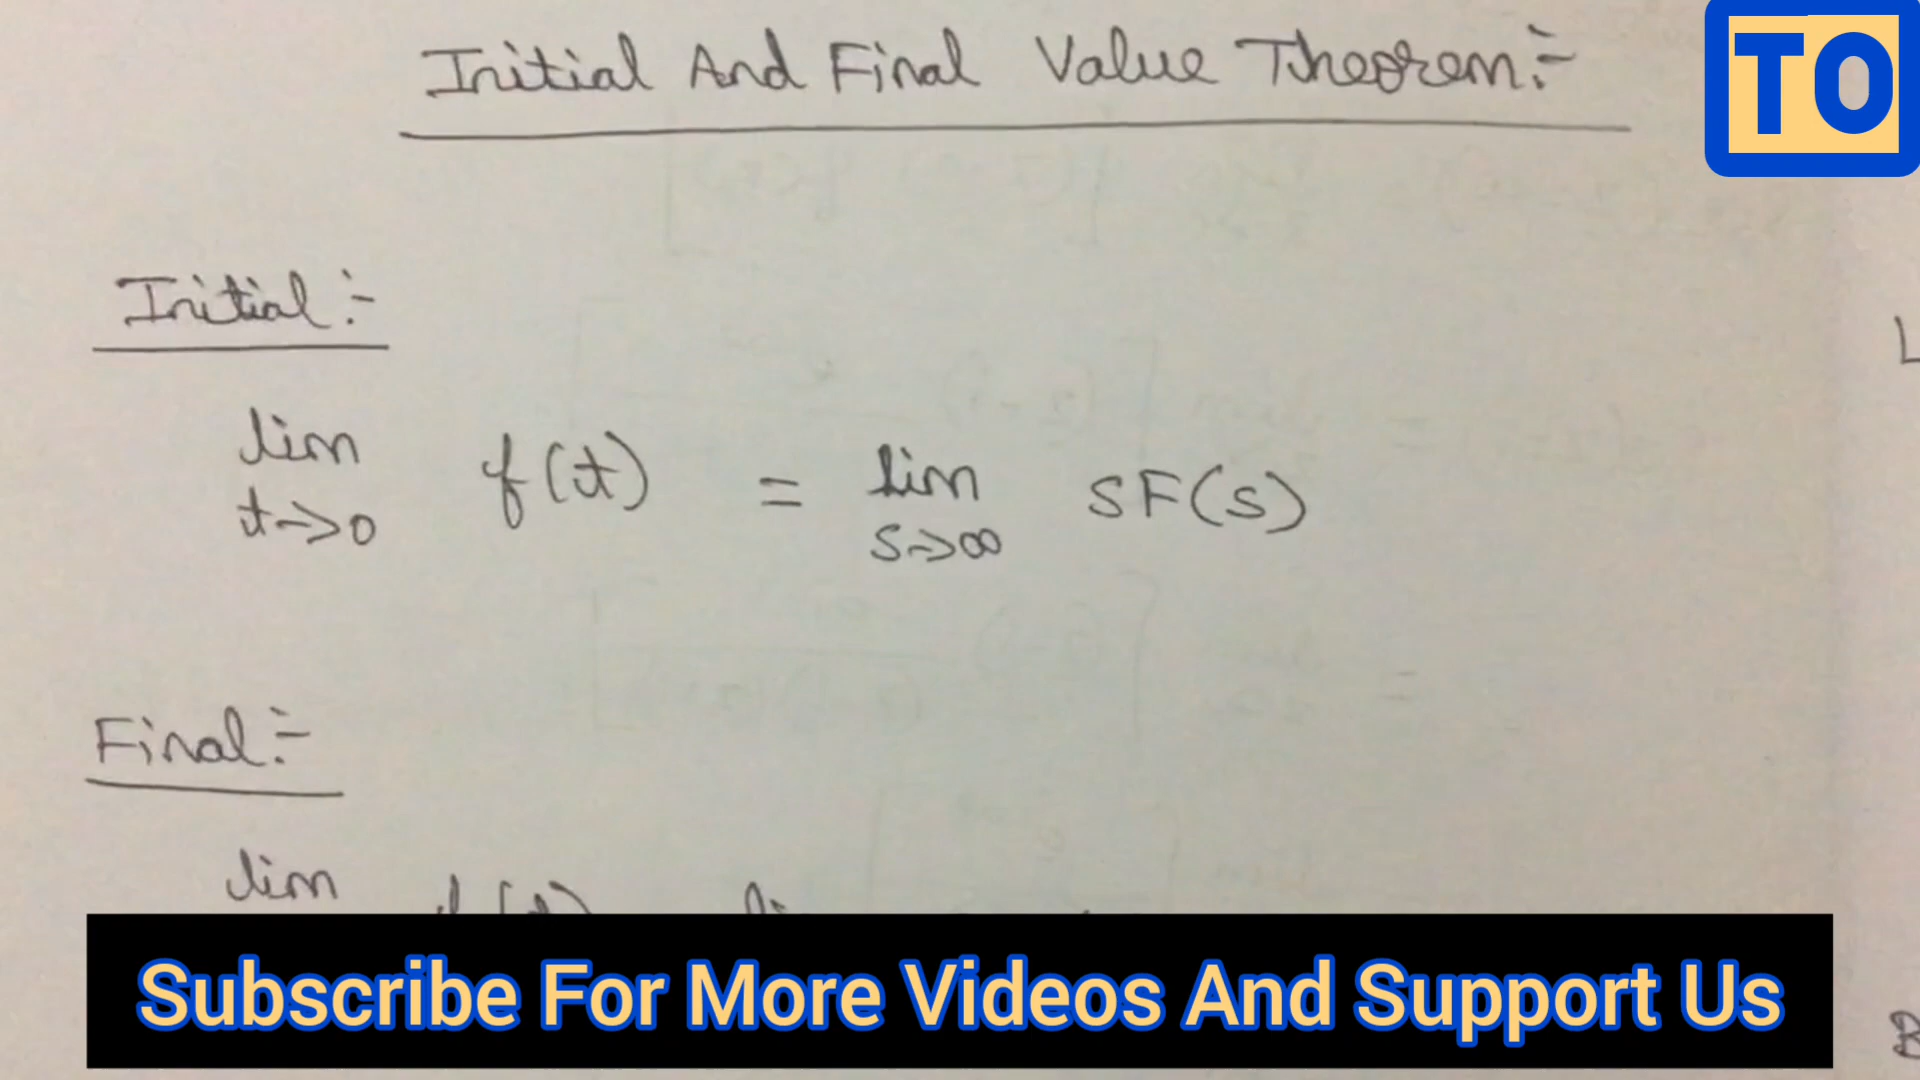 Initial And Final Value Theorem:-
TO
Initial:-
lim f(t) = lim SF(s)
t->0 s->∞
Final:-
lim
Subscribe For More Videos And Support Us